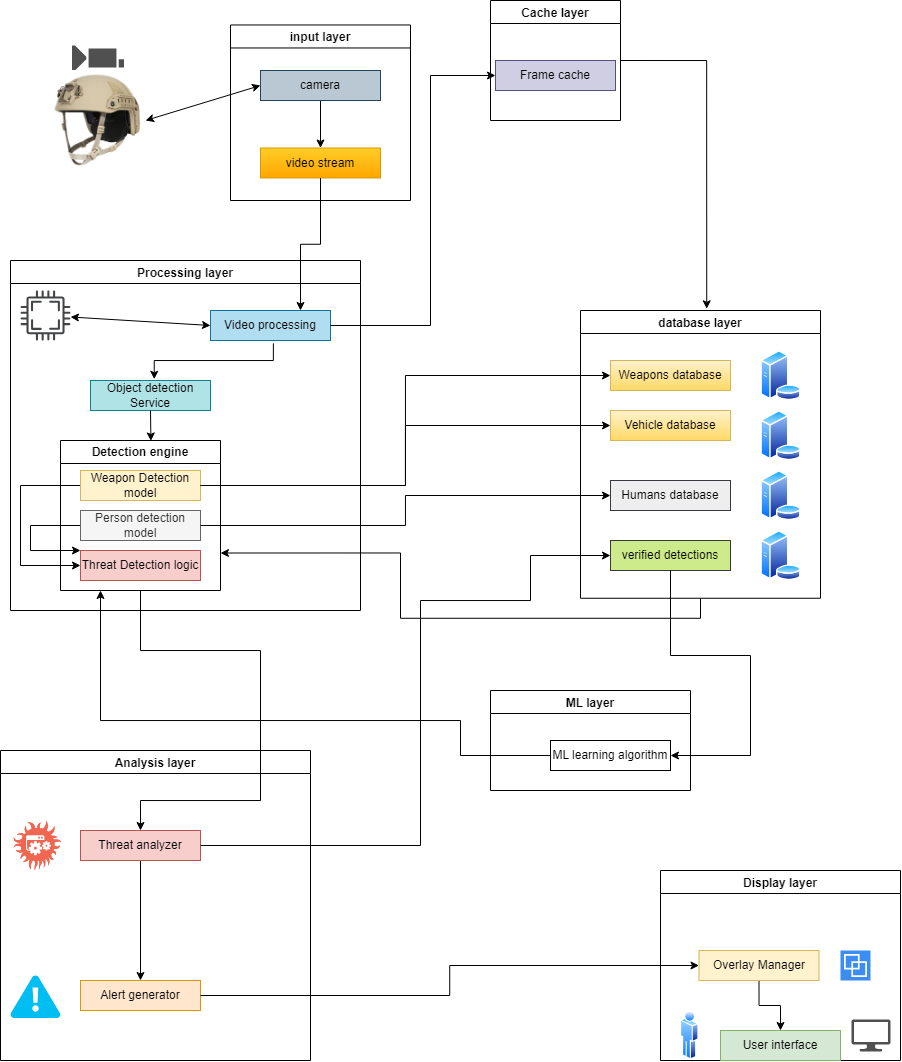 Cache layer
Frame cache
input layer
camera
video stream
Processing layer
Video processing
Object detection
Service
Detection engine
Weapon Detection
model
Person detection
model
Threat Detection logic
database layer
Weapons database
Vehicle database
Humans database
verified detections
ML layer
ML learning algorithm
Analysis layer
Threat analyzer
Alert generator
Display layer
Overlay Manager
User interface